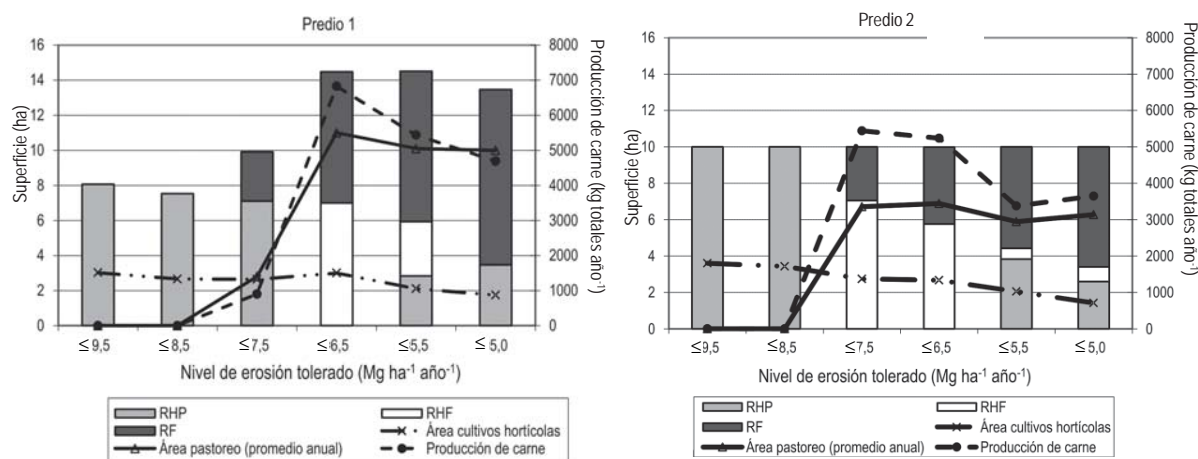 Predio 1
Superficie (ha)
16
14
12
10
8
6
4
2
0
8000
7000
6000
5000
4000
3000
2000
1000
0
Producción de carne (kg totales año-1)
≤9,5
≤8,5
≤7,5
≤6,5
≤5,5
≤ 5,0
Nivel de erosión tolerado (Mg ha-1 año-1)
RHP
RHF
RF
Área cultivos hortícolas
Área pastoreo (promedio anual)
Producción de carne
Predio 2
Superficie (ha)
16
14
12
10
8
6
4
2
0
8000
7000
6000
5000
4000
3000
2000
1000
0
Producción de carne (kg totales año-1)
≤9,5
≤8,5
≤7,5
≤6,5
≤5,5
≤ 5,0
Nivel de erosión tolerado (Mg ha-1 año-1)
RHP
RHF
RF
Área cultivos hortícolas
Área pastoreo (promedio anual)
Producción de carne